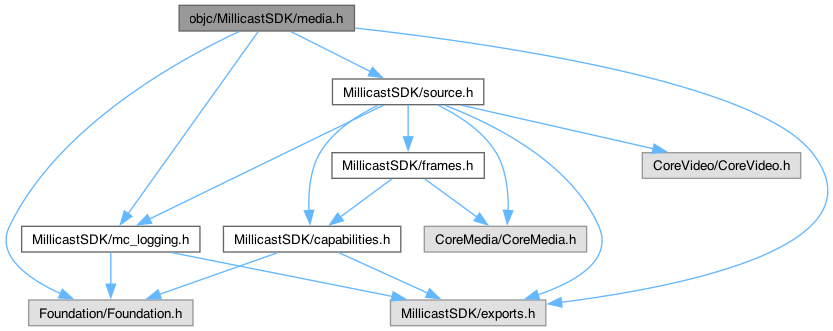 objc/MillicastSDK/media.h
MillicastSDK/source.h
MillicastSDK/frames.h
CoreVideo/CoreVideo.h
MillicastSDK/mc_logging.h
MillicastSDK/capabilities.h
CoreMedia/CoreMedia.h
Foundation/Foundation.h
MillicastSDK/exports.h